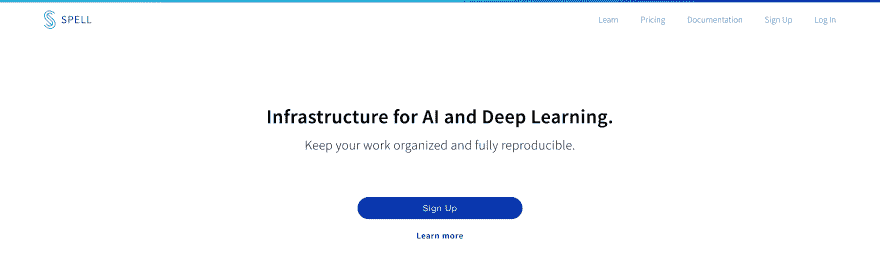 SPELL
Learn Pricing Documentation Sign Up Log In
Infrastructure for AI and Deep Learning.
Keep your work organized and fully reproducible.
Sign Up
Learn more